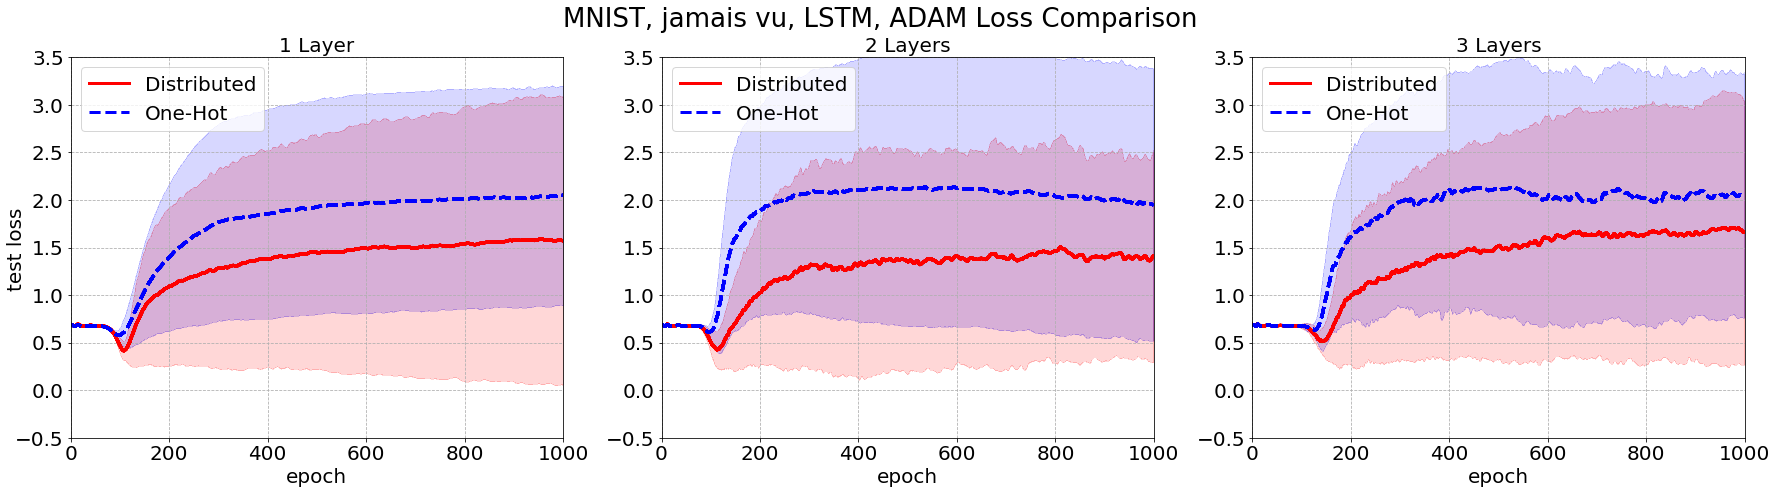 MNIST, jamais vu, LSTM, ADAM Loss Comparison
1 Layer
3.5
3.0
2.5
2.0
1.5
1.0
0.5
0.0
−0.5
test loss
Distributed
One-Hot
0 200 400 600 800 1000
epoch
2 Layers
3.5
3.0
2.5
2.0
1.5
1.0
0.5
0.0
−0.5
Distributed
One-Hot
0 200 400 600 800 1000
epoch
3 Layers
3.5
3.0
2.5
2.0
1.5
1.0
0.5
0.0
−0.5
Distributed
One-Hot
0 200 400 600 800 1000
epoch